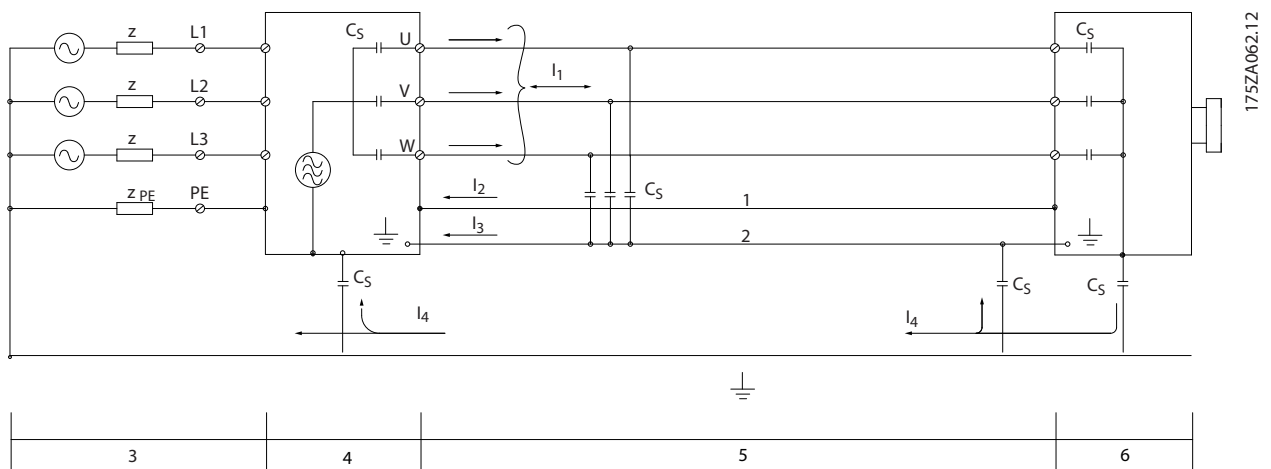 175ZA062.12
z L1 CS U CS
I1
z L2 V
z L3 W
z PE PE I2 CS 1
I3 2
CS CS CS
I4 I4
3 4 5 6